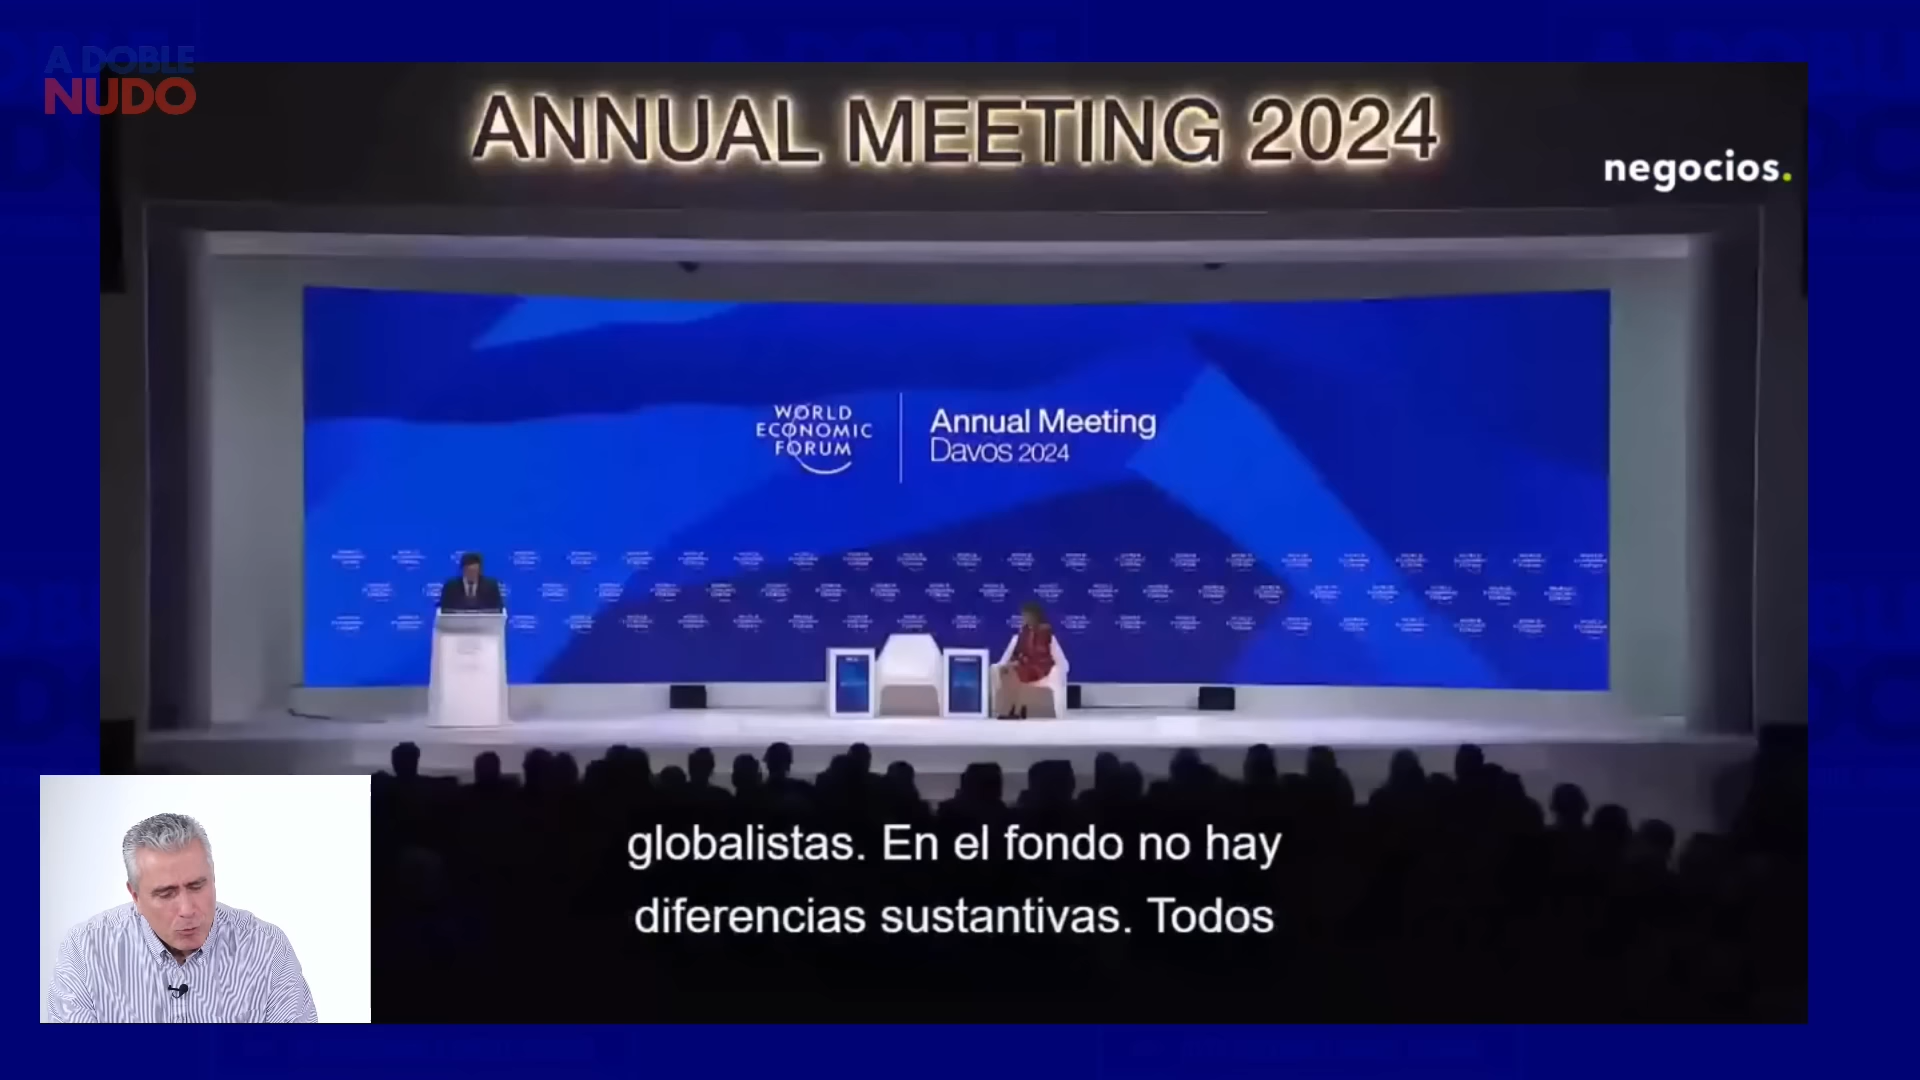 A DOBLE
NUDO
ANNUAL MEETING 2024
negocios.
WORLD
ECONOMIC
FORUM
Annual Meeting
Davos 2024
globalistas. En el fondo no hay
diferencias sustantivas. Todos